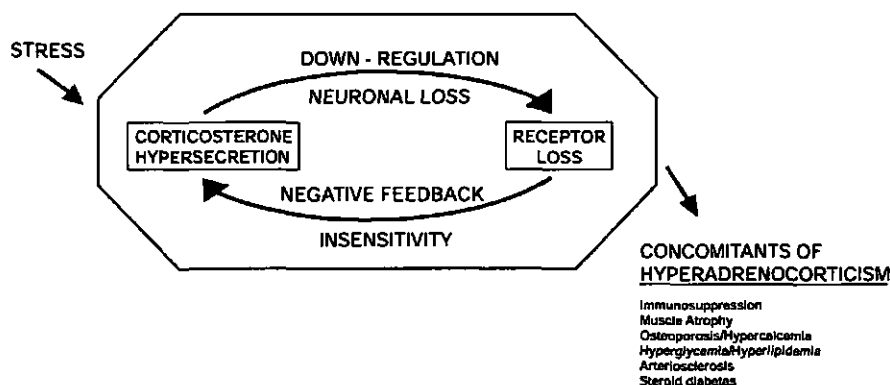 STRESS
DOWN - REGULATION
NEURONAL LOSS
CORTICOSTERONE
HYPERSECRETION
RECEPTOR
LOSS
NEGATIVE FEEDBACK
INSENSITIVITY
CONCOMITANTS OF
HYPERADRENOCORTICISM
Immunosuppression
Muscle Atrophy
Osteoporosis/Hypercalcemia
Hyperglycemia/Hyperlipidemia
Arteriosclerosis
Steroid diabetes